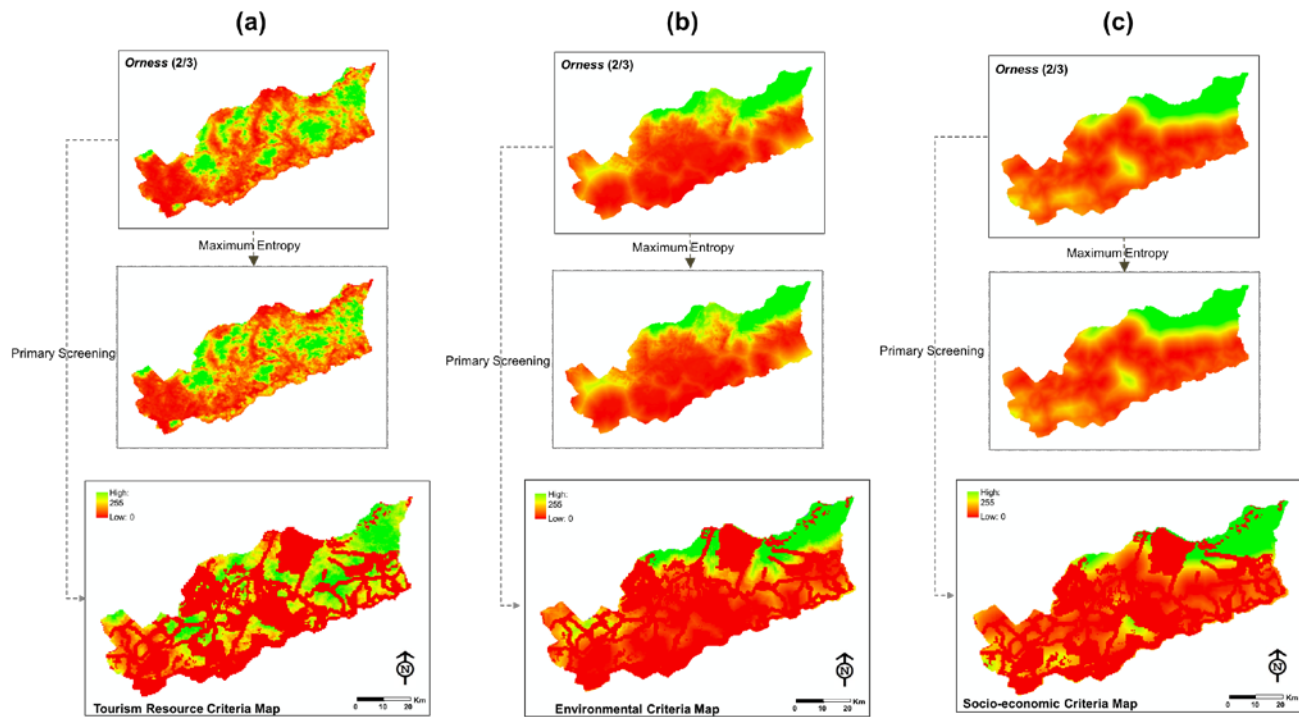 (a)
Orness (2/3)
Maximum Entropy
Primary Screening
High:
255
Low: 0
N
0 10 20 Km
Tourism Resource Criteria Map
(b)
Orness (2/3)
Maximum Entropy
Primary Screening
High:
255
Low: 0
N
0 10 20 Km
Environmental Criteria Map
(c)
Orness (2/3)
Maximum Entropy
Primary Screening
High:
255
Low: 0
N
0 10 20 Km
Socio-economic Criteria Map